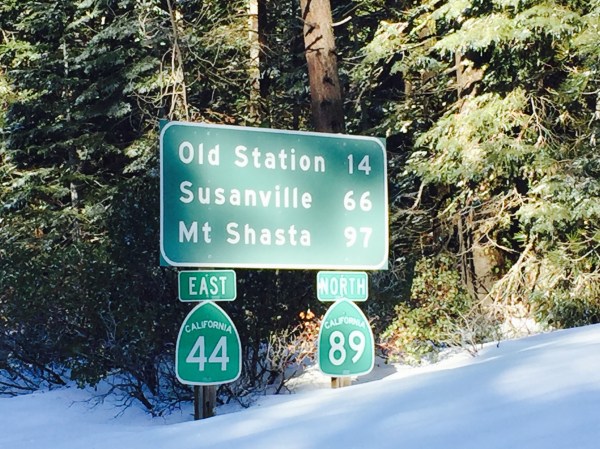 Old Station 14
Susanville 66
Mt Shasta 97
EAST NORTH
CALIFORNIA CALIFORNIA
44 89